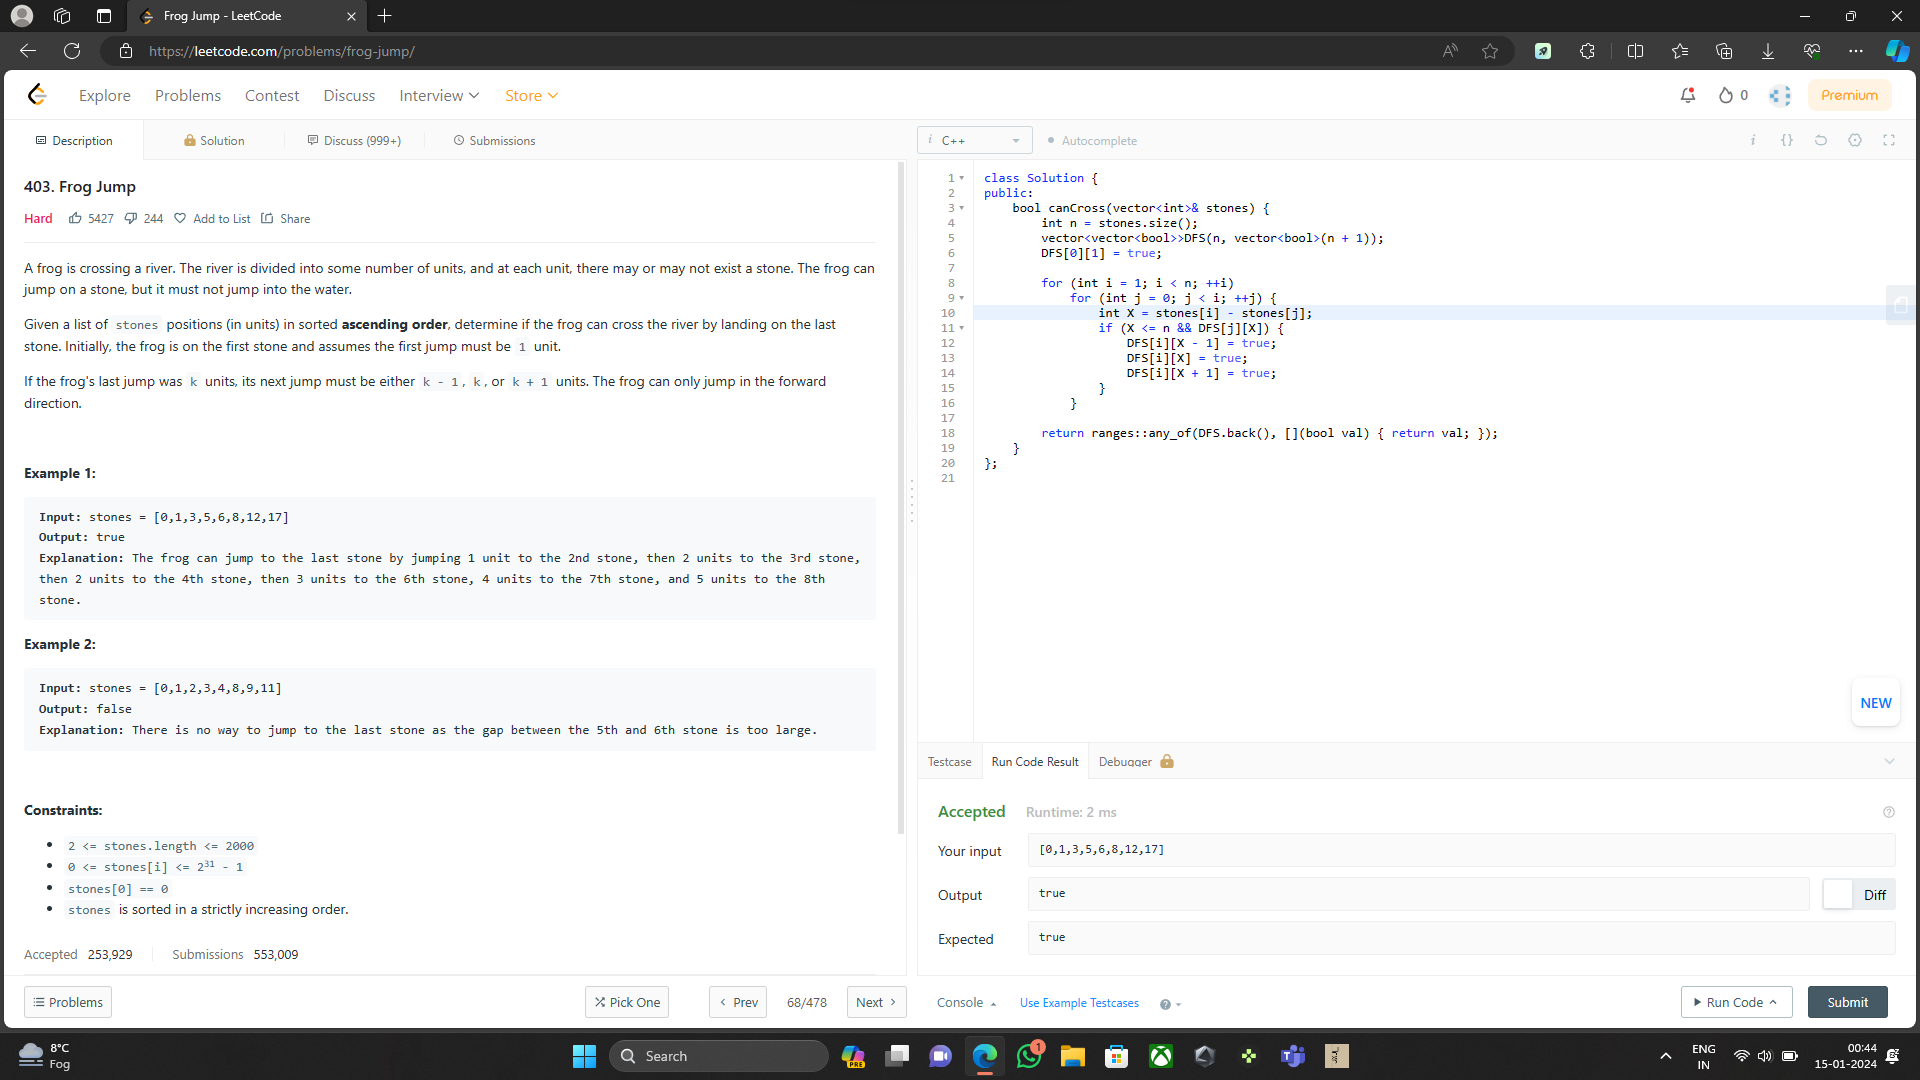 Frog Jump - LeetCode
https://leetcode.com/problems/frog-jump/
Explore
Problems
Contest
Discuss
Interview
Store
0
Premium
Description
Solution
Discuss (999+)
Submissions
403. Frog Jump
Hard 5427 244 Add to List Share
A frog is crossing a river. The river is divided into some number of units, and at each unit, there may or may not exist a stone. The frog can
jump on a stone, but it must not jump into the water.
Given a list of stones positions (in units) in sorted ascending order, determine if the frog can cross the river by landing on the last
stone. Initially, the frog is on the first stone and assumes the first jump must be 1 unit.
If the frog's last jump was k units, its next jump must be either k - 1, k, or k + 1 units. The frog can only jump in the forward
direction.
Example 1:
Input: stones = [0,1,3,5,6,8,12,17]
Output: true
Explanation: The frog can jump to the last stone by jumping 1 unit to the 2nd stone, then 2 units to the 3rd stone,
then 2 units to the 4th stone, then 3 units to the 6th stone, 4 units to the 7th stone, and 5 units to the 8th
stone.
Example 2:
Input: stones = [0,1,2,3,4,8,9,11]
Output: false
Explanation: There is no way to jump to the last stone as the gap between the 5th and 6th stone is too large.
Constraints:
2 <= stones.length <= 2000
0 <= stones[i] <= 2^31 - 1
stones[0] == 0
stones is sorted in a strictly increasing order.
Accepted 253,929 Submissions 553,009
Problems
Pick One
Prev
68/478
Next
i C++
Autocomplete
i {}
1 class Solution {
2 public:
3 bool canCross(vector<int>& stones) {
4 int n = stones.size();
5 vector<vector<bool>>DFS(n, vector<bool>(n + 1));
6 DFS[0][1] = true;
7
8 for (int i = 1; i < n; ++i)
9 for (int j = 0; j < i; ++j) {
10 int X = stones[i] - stones[j];
11 if (X <= n && DFS[j][X]) {
12 DFS[i][X - 1] = true;
13 DFS[i][X] = true;
14 DFS[i][X + 1] = true;
15 }
16 }
17
18 return ranges::any_of(DFS.back(), [](bool val) { return val; });
19 }
20 };
21
NEW
Testcase
Run Code Result
Debugger
Accepted Runtime: 2 ms
Your input [0,1,3,5,6,8,12,17]
Output true
Diff
Expected true
Console
Use Example Testcases
Run Code
Submit
8°C
Fog
Search
PRE
1
ENG
IN
00:44
15-01-2024